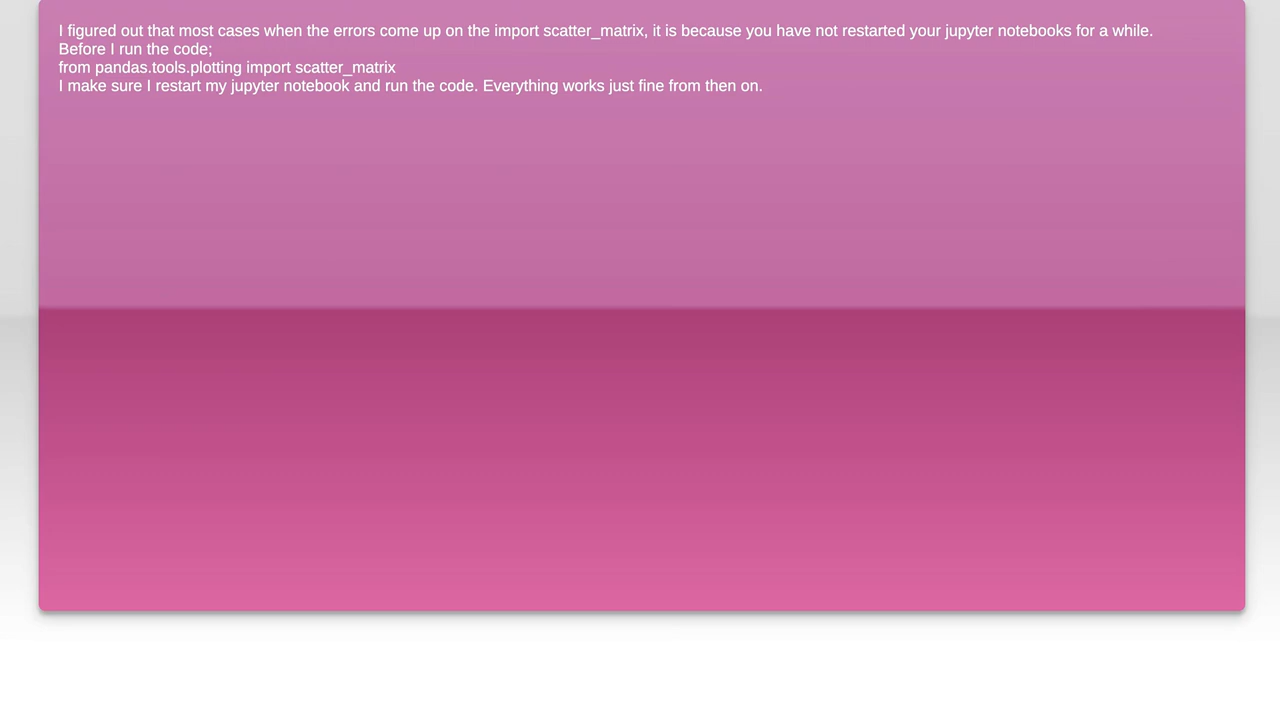 I figured out that most cases when the errors come up on the import scatter_matrix, it is because you have not restarted your jupyter notebooks for a while.
Before I run the code;
from pandas.tools.plotting import scatter_matrix
I make sure I restart my jupyter notebook and run the code. Everything works just fine from then on.